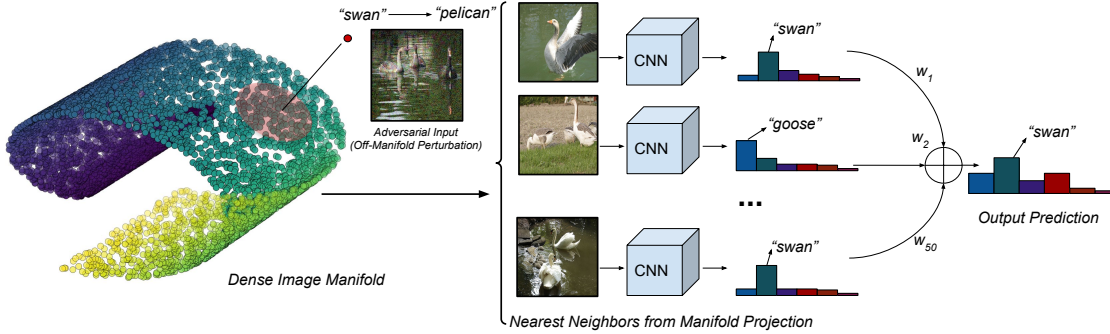 “swan” “pelican”
Adversarial Input
(Off-Manifold Perturbation)
Dense Image Manifold
CNN
“swan”
w1
CNN
“goose”
w2
...
CNN
“swan”
w50
“swan”
Output Prediction
Nearest Neighbors from Manifold Projection